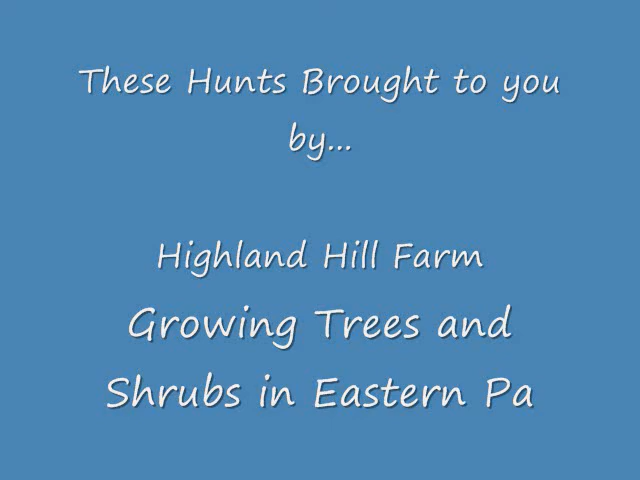 These Hunts Brought to you
by...
Highland Hill Farm
Growing Trees and
Shrubs in Eastern Pa